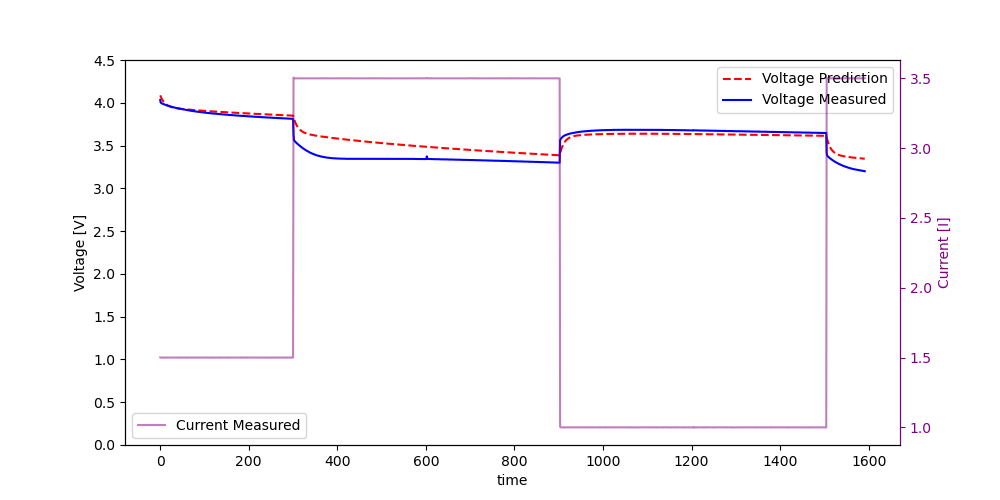 4.5
4.0
3.5
3.0
2.5
2.0
1.5
1.0
0.5
0.0
Voltage [V]
Voltage Prediction
Voltage Measured
Current Measured
3.5
3.0
2.5
2.0
1.5
1.0
Current [I]
0 200 400 600 800 1000 1200 1400 1600
time